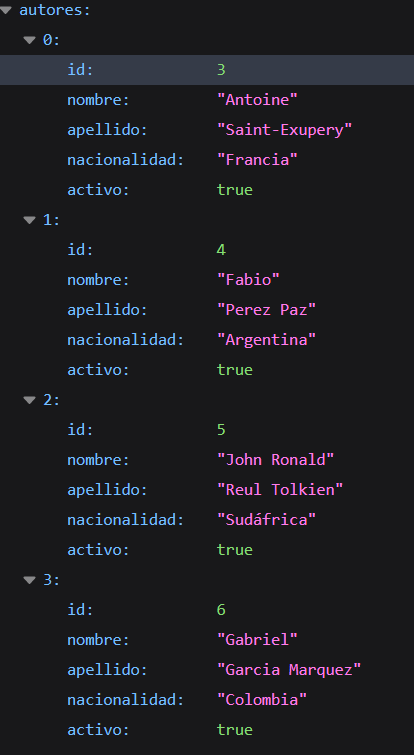 autores:
0:
id: 3
nombre: "Antoine"
apellido: "Saint-Exupery"
nacionalidad: "Francia"
activo: true
1:
id: 4
nombre: "Fabio"
apellido: "Perez Paz"
nacionalidad: "Argentina"
activo: true
2:
id: 5
nombre: "John Ronald"
apellido: "Reul Tolkien"
nacionalidad: "Sudáfrica"
activo: true
3:
id: 6
nombre: "Gabriel"
apellido: "Garcia Marquez"
nacionalidad: "Colombia"
activo: true